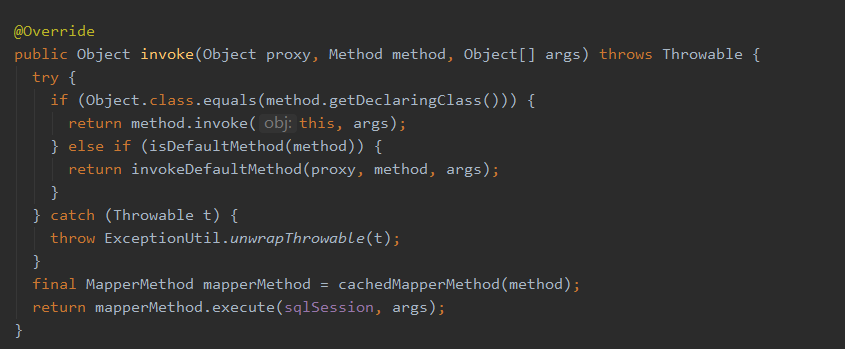 @Override
public Object invoke(Object proxy, Method method, Object[] args) throws Throwable {
  try {
    if (Object.class.equals(method.getDeclaringClass())) {
      return method.invoke( obj: this, args);
    } else if (isDefaultMethod(method)) {
      return invokeDefaultMethod(proxy, method, args);
    }
  } catch (Throwable t) {
    throw ExceptionUtil.unwrapThrowable(t);
  }
  final MapperMethod mapperMethod = cachedMapperMethod(method);
  return mapperMethod.execute(sqlSession, args);
}